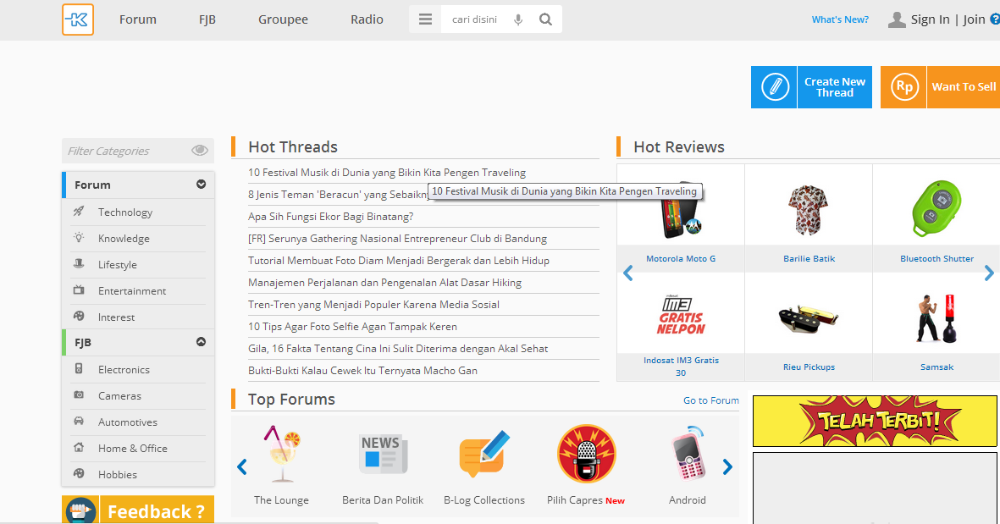 K
Forum FJB Groupee Radio cari disini What's New? Sign In | Join ?
Create New
Thread
Rp Want To Sell
Filter Categories
Forum
Technology
Knowledge
Lifestyle
Entertainment
Interest
FJB
Electronics
Cameras
Automotives
Home & Office
Hobbies
Feedback ?
Hot Threads
10 Festival Musik di Dunia yang Bikin Kita Pengen Traveling
8 Jenis Teman 'Beracun' yang Sebaikn
10 Festival Musik di Dunia yang Bikin Kita Pengen Traveling
Apa Sih Fungsi Ekor Bagi Binatang?
[FR] Serunya Gathering Nasional Entrepreneur Club di Bandung
Tutorial Membuat Foto Diam Menjadi Bergerak dan Lebih Hidup
Manajemen Perjalanan dan Pengenalan Alat Dasar Hiking
Tren-Tren yang Menjadi Populer Karena Media Sosial
10 Tips Agar Foto Selfie Agan Tampak Keren
Gila, 16 Fakta Tentang Cina Ini Sulit Diterima dengan Akal Sehat
Bukti-Bukti Kalau Cewek Itu Ternyata Macho Gan
Hot Reviews
Motorola Moto G
Barilie Batik
Bluetooth Shutter
indosat
IM3
GRATIS
NELPON
Indosat IM3 Gratis
30
Rieu Pickups
Samsak
Top Forums
Go to Forum
NEWS
The Lounge
Berita Dan Politik
B-Log Collections
Pilih Capres New
Android
TELAH TERBIT!